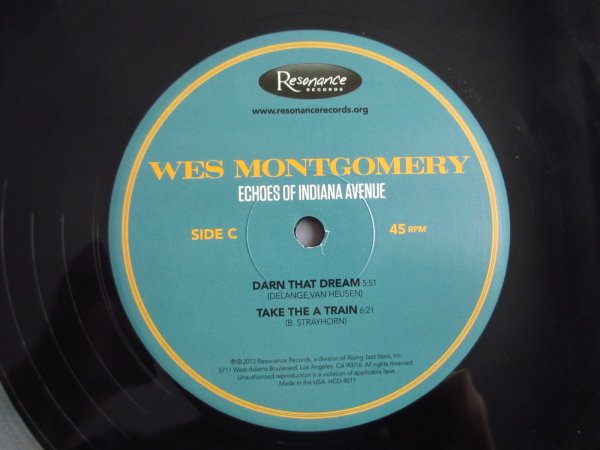 Resonance
RECORDS
www.resonancerecords.org
WES MONTGOMERY
ECHOES OF INDIANA AVENUE
SIDE C 45 RPM
DARN THAT DREAM 5:51
(DELANGE,VAN HEUSEN)
TAKE THE A TRAIN 6:21
(B. STRAYHORN)
℗©2012 Resonance Records, a division of Rising Jazz Stars, Inc.
5711 West Adams Boulevard, Los Angeles, CA 90016. All rights reserved.
Unauthorized reproduction is a violation of applicable laws.
Made in the USA. HCD-9011